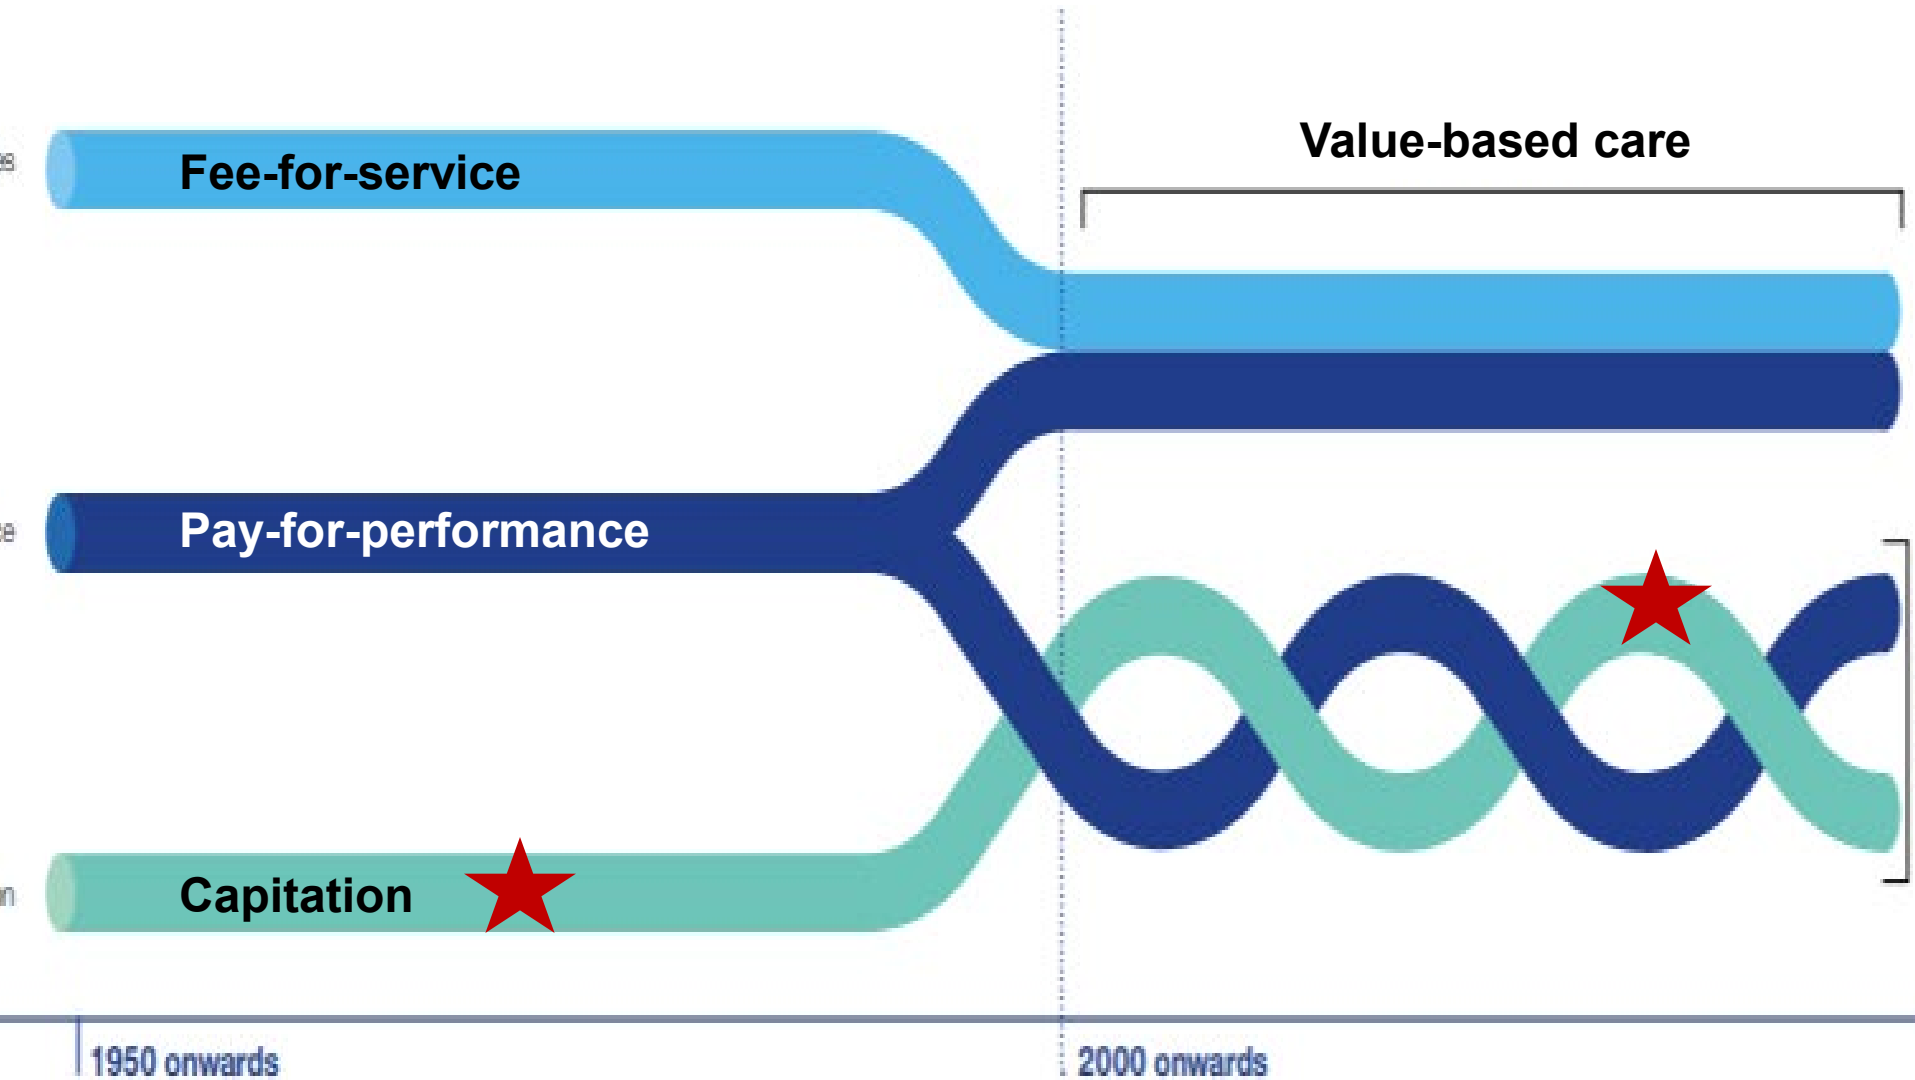 Value-based care
Fee-for-service
Pay-for-performance
Capitation
1950 onwards
2000 onwards